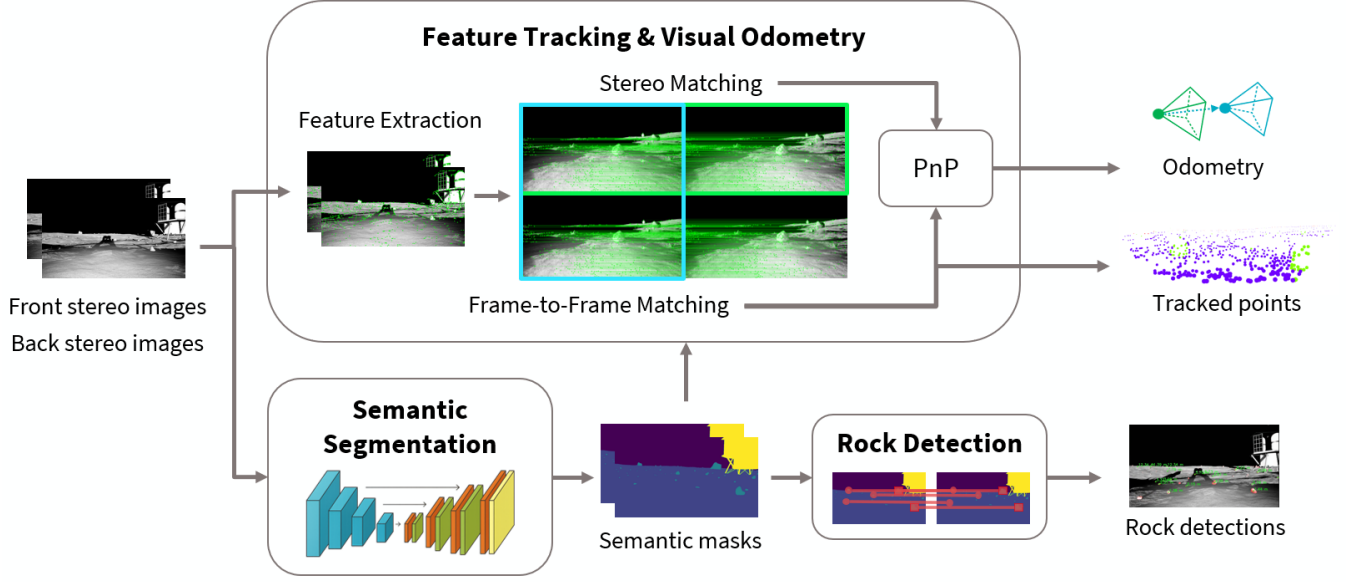 Feature Tracking & Visual Odometry
Stereo Matching
Feature Extraction
PnP
Odometry
Front stereo images
Back stereo images
Frame-to-Frame Matching
Tracked points
Semantic
Segmentation
Rock Detection
Semantic masks
Rock detections